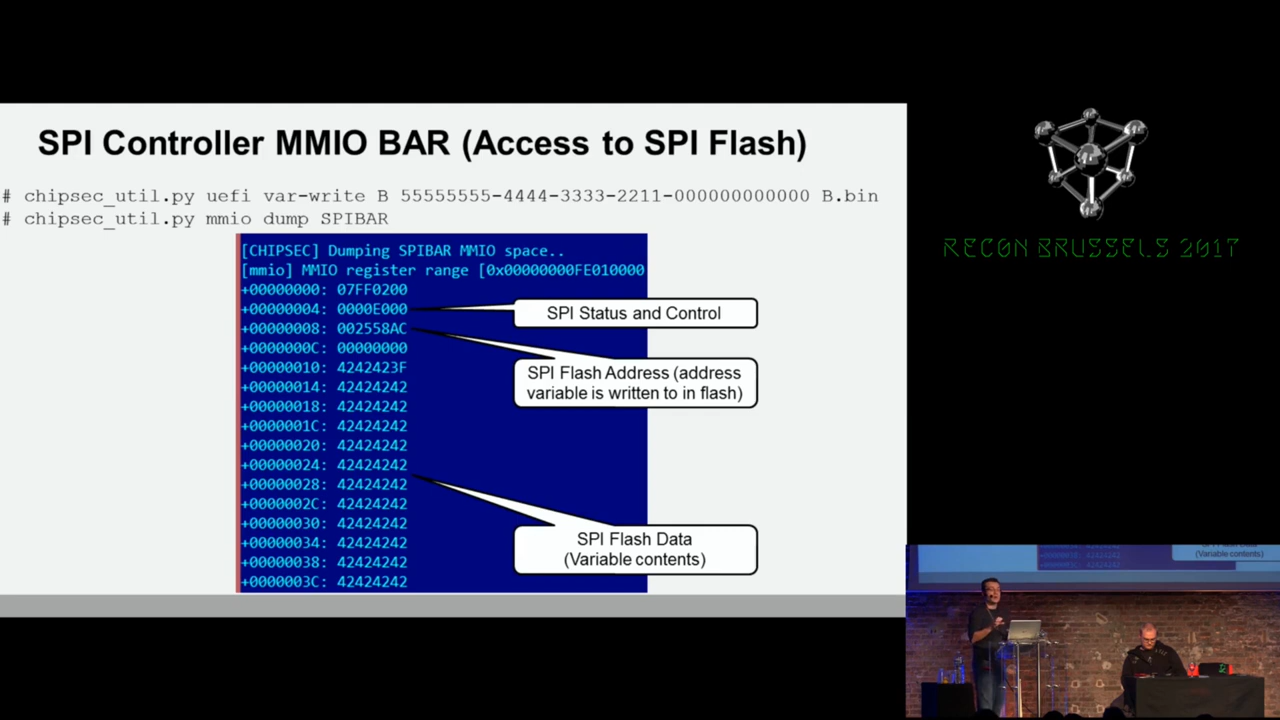 SPI Controller MMIO BAR (Access to SPI Flash)
# chipsec_util.py uefi var-write B 55555555-4444-3333-2211-000000000000 B.bin
# chipsec_util.py mmio dump SPIBAR
[CHIPSEC] Dumping SPIBAR MMIO space..
[mmio] MMIO register range [0x00000000FE010000
+00000000: 07FF0200
+00000004: 0000E000
+00000008: 002558AC
+0000000C: 00000000
+00000010: 4242423F
+00000014: 42424242
+00000018: 42424242
+0000001C: 42424242
+00000020: 42424242
+00000024: 42424242
+00000028: 42424242
+0000002C: 42424242
+00000030: 42424242
+00000034: 42424242
+00000038: 42424242
+0000003C: 42424242
SPI Status and Control
SPI Flash Address (address
variable is written to in flash)
SPI Flash Data
(Variable contents)
RECON BRUSSELS 2017
(Variable contents)